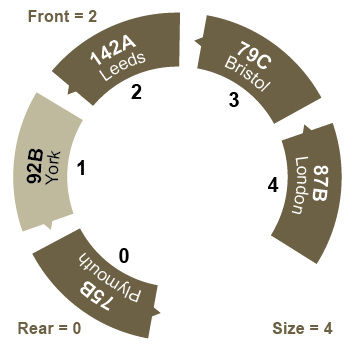 Front = 2
142A
Leeds
79C
Bristol
2
3
92B
York
1
4
87B
London
0
75B
Plymouth
Rear = 0
Size = 4